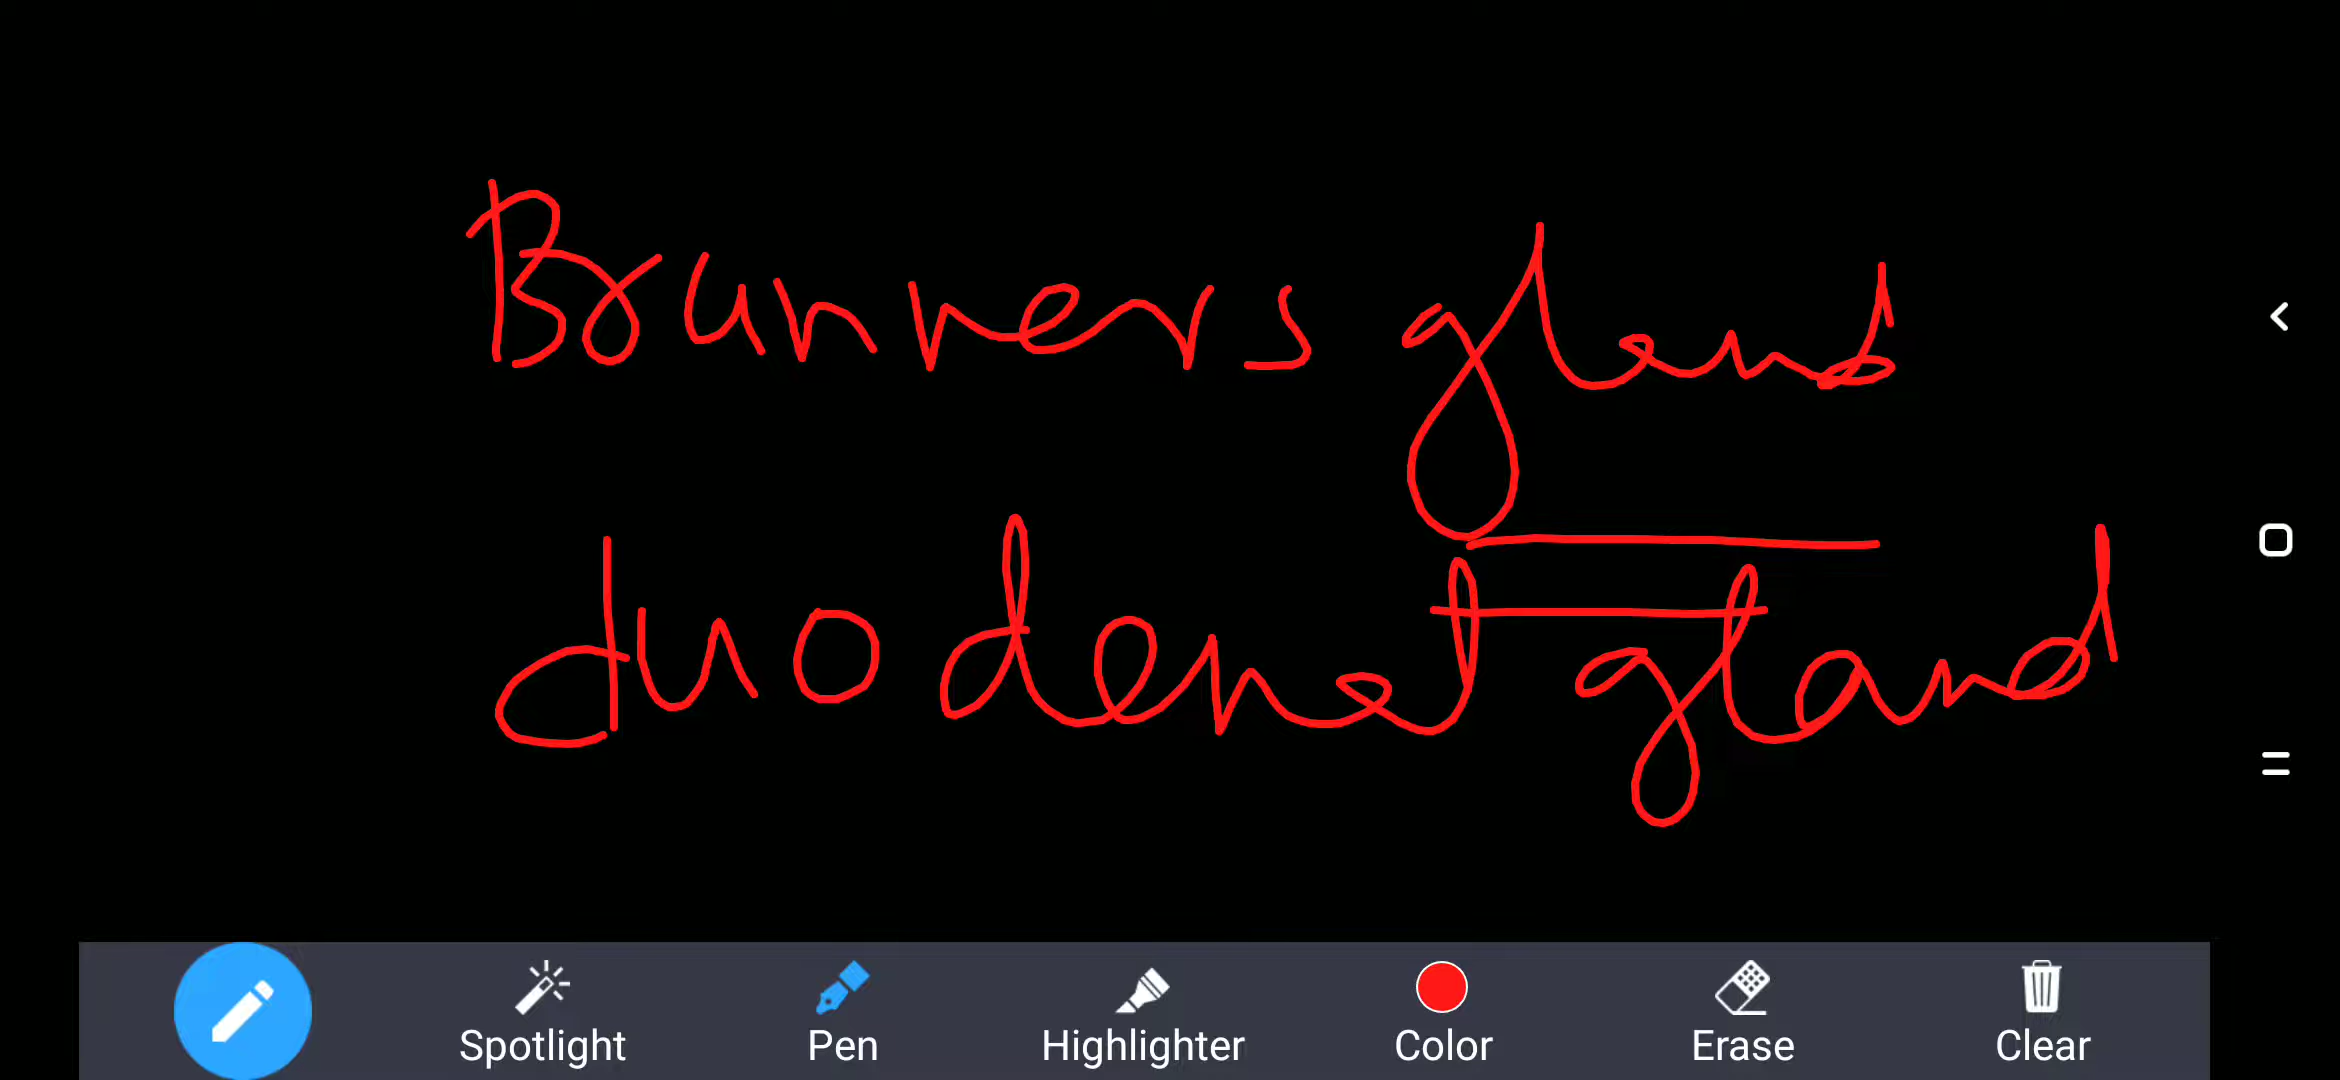 Brunners gland
duodenal gland
Spotlight Pen Highlighter Color Erase Clear